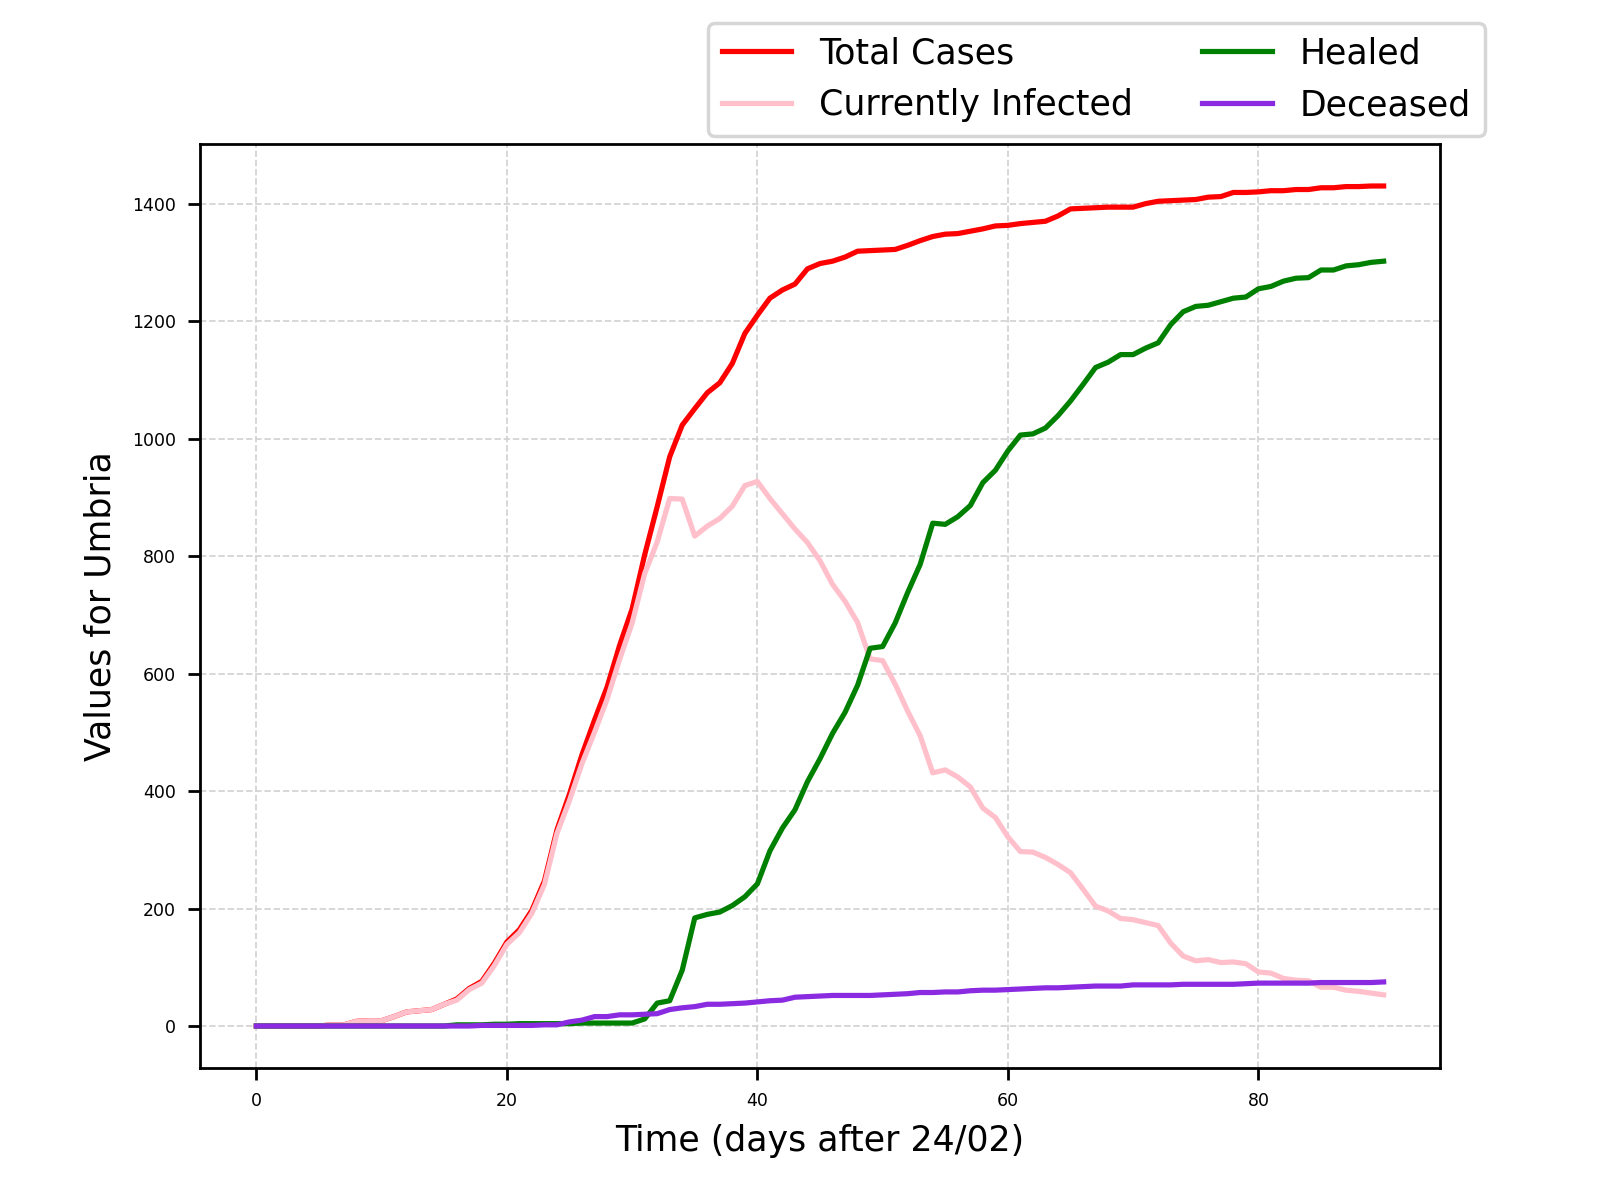 Total Cases
Currently Infected
Healed
Deceased
Values for Umbria
1400
1200
1000
800
600
400
200
0
0 20 40 60 80
Time (days after 24/02)